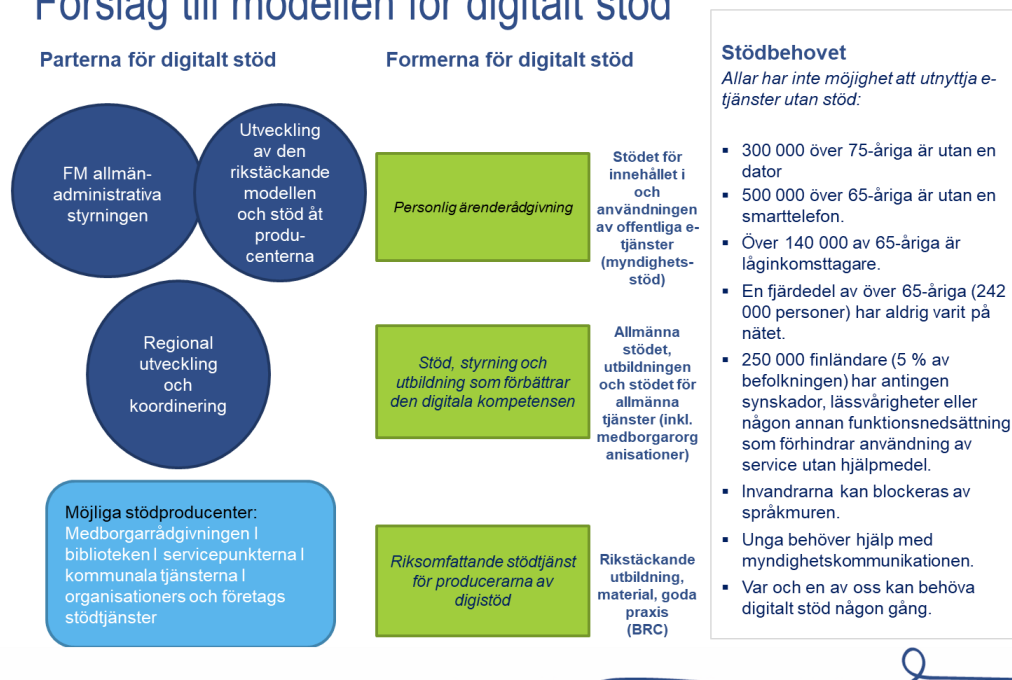 Förslag till modellen för digitalt stöd
Parterna för digitalt stöd
FM allmän-
administrativa
styrningen
Utveckling
av den
rikstäckande
modellen
och stöd åt
produ-
centerna
Regional
utveckling
och
koordinering
Möjliga stödproducenter:
Medborgarrådgivningen l
biblioteken l servicepunkterna l
kommunala tjänsterna l
organisationers och företags
stödtjänster
Formerna för digitalt stöd
Personlig ärenderådgivning
Stödet för
innehållet i
och
användningen
av offentliga e-
tjänster
(myndighets-
stöd)
Stöd, styrning och
utbildning som förbättrar
den digitala kompetensen
Allmänna
stödet,
utbildningen
och stödet för
allmänna
tjänster (inkl.
medborgarorg
anisationer)
Riksomfattande stödtjänst
för producerarna av
digistöd
Rikstäckande
utbildning,
material, goda
praxis
(BRC)
Stödbehovet
Allar har inte möjighet att utnyttja e-
tjänster utan stöd:
▪ 300 000 över 75-åriga är utan en
dator
▪ 500 000 över 65-åriga är utan en
smarttelefon.
▪ Över 140 000 av 65-åriga är
låginkomsttagare.
▪ En fjärdedel av över 65-åriga (242
000 personer) har aldrig varit på
nätet.
▪ 250 000 finländare (5 % av
befolkningen) har antingen
synskador, lässvårigheter eller
någon annan funktionsnedsättning
som förhindrar användning av
service utan hjälpmedel.
▪ Invandrarna kan blockeras av
språkmuren.
▪ Unga behöver hjälp med
myndighetskommunikationen.
▪ Var och en av oss kan behöva
digitalt stöd någon gång.